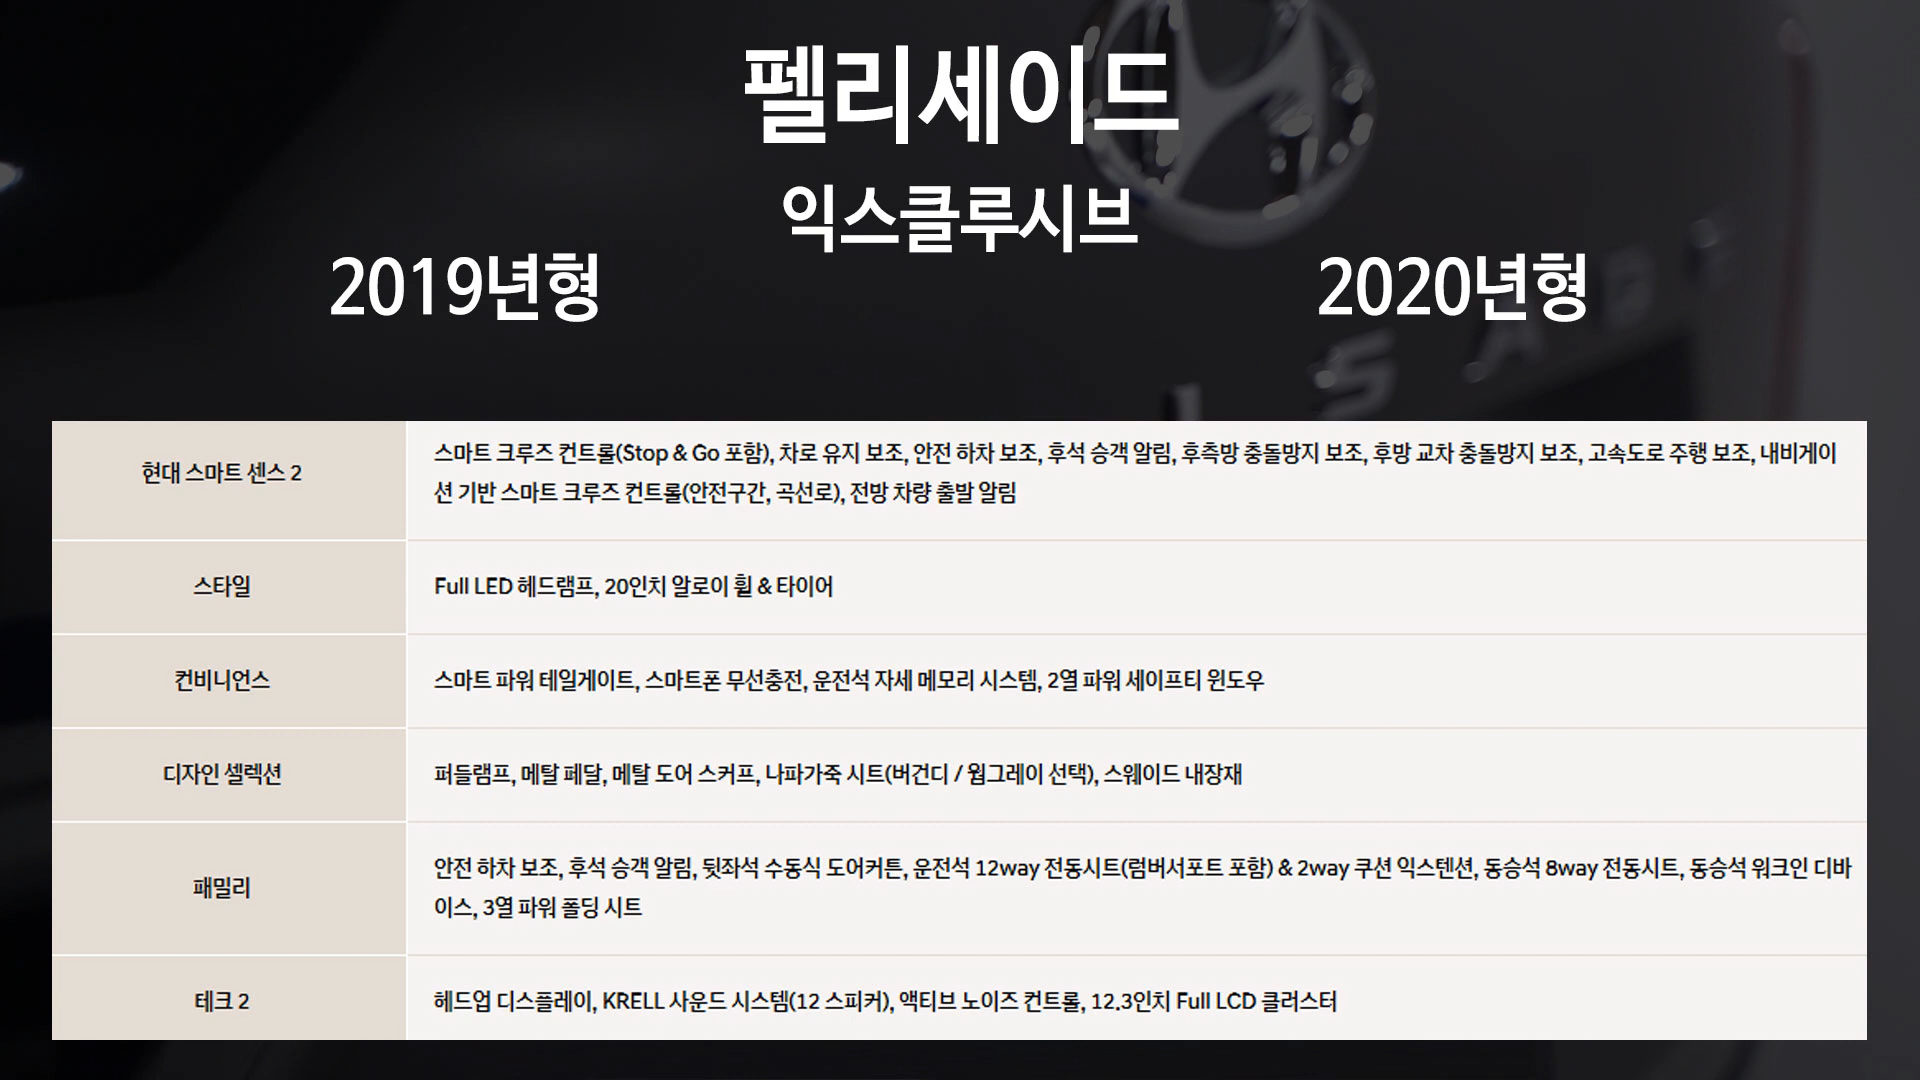 펠리세이드
익스클루시브
2019년형
2020년형
현대 스마트 센스 2
스마트 크루즈 컨트롤(Stop & Go 포함), 차로 유지 보조, 안전 하차 보조, 후석 승객 알림, 후측방 충돌방지 보조, 후방 교차 충돌방지 보조, 고속도로 주행 보조, 내비게이
션 기반 스마트 크루즈 컨트롤(안전구간, 곡선로), 전방 차량 출발 알림
스타일
Full LED 헤드램프, 20인치 알로이 휠 & 타이어
컨비니언스
스마트 파워 테일게이트, 스마트폰 무선충전, 운전석 자세 메모리 시스템, 2열 파워 세이프티 윈도우
디자인 셀렉션
퍼들램프, 메탈 페달, 메탈 도어 스커프, 나파가죽 시트(버건디 / 웜그레이 선택), 스웨이드 내장재
패밀리
안전 하차 보조, 후석 승객 알림, 뒷좌석 수동식 도어커튼, 운전석 12way 전동시트(럼버서포트 포함) & 2way 쿠션 익스텐션, 동승석 8way 전동시트, 동승석 워크인 디바
이스, 3열 파워 폴딩 시트
테크 2
헤드업 디스플레이, KRELL 사운드 시스템(12 스피커), 액티브 노이즈 컨트롤, 12.3인치 Full LCD 클러스터